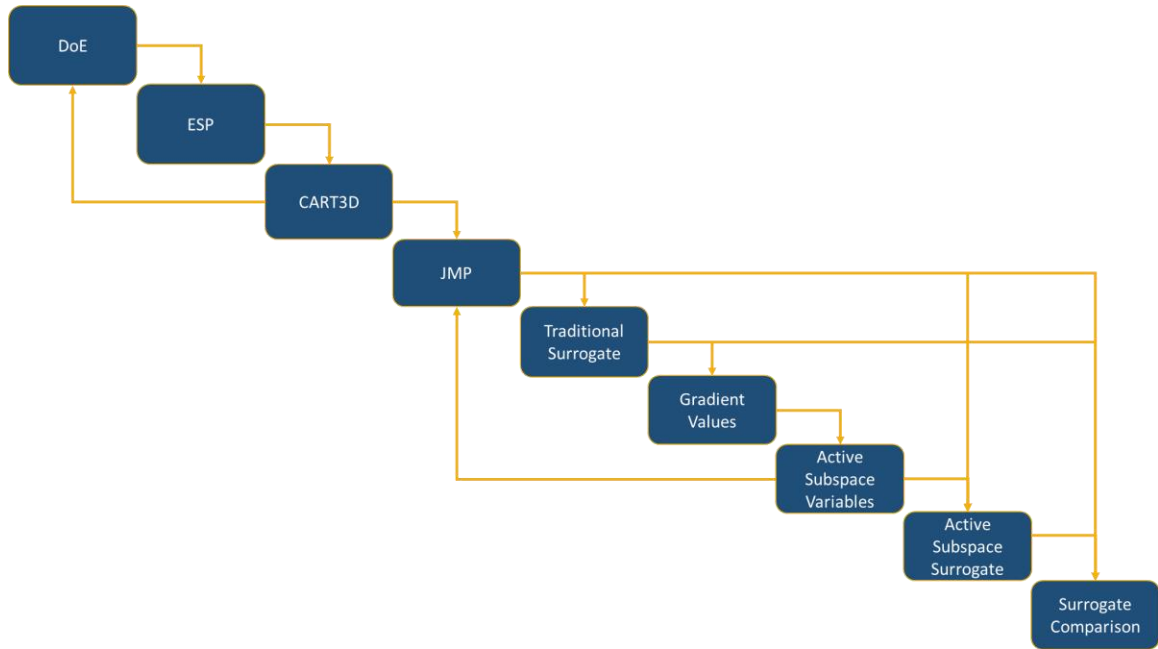 DoE
ESP
CART3D
JMP
Traditional
Surrogate
Gradient
Values
Active
Subspace
Variables
Active
Subspace
Surrogate
Surrogate
Comparison